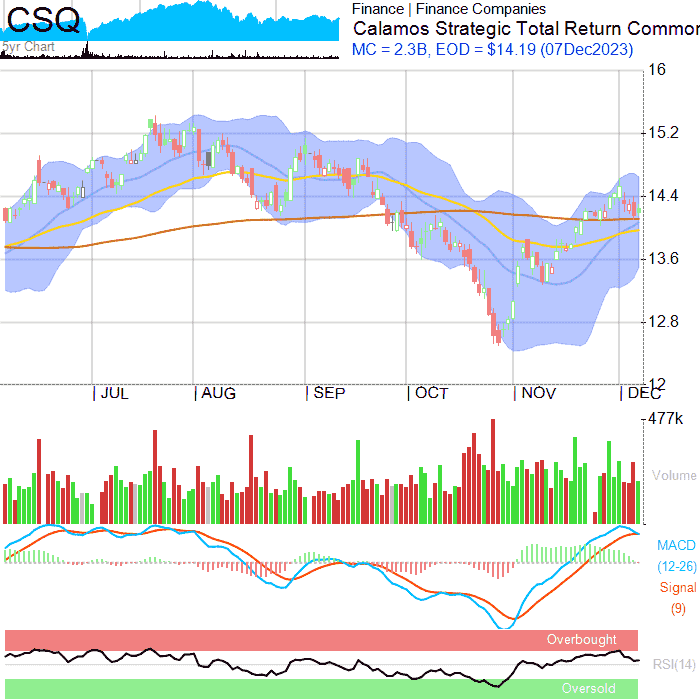 CSQ
5yr Chart
Finance | Finance Companies
Calamos Strategic Total Return Common
MC = 2.3B, EOD = $14.19 (07Dec2023)
16
15.2
14.4
13.6
12.8
12
JUL AUG SEP OCT NOV DEC
477k
Volume
MACD
(12-26)
Signal
(9)
Overbought
RSI(14)
Oversold